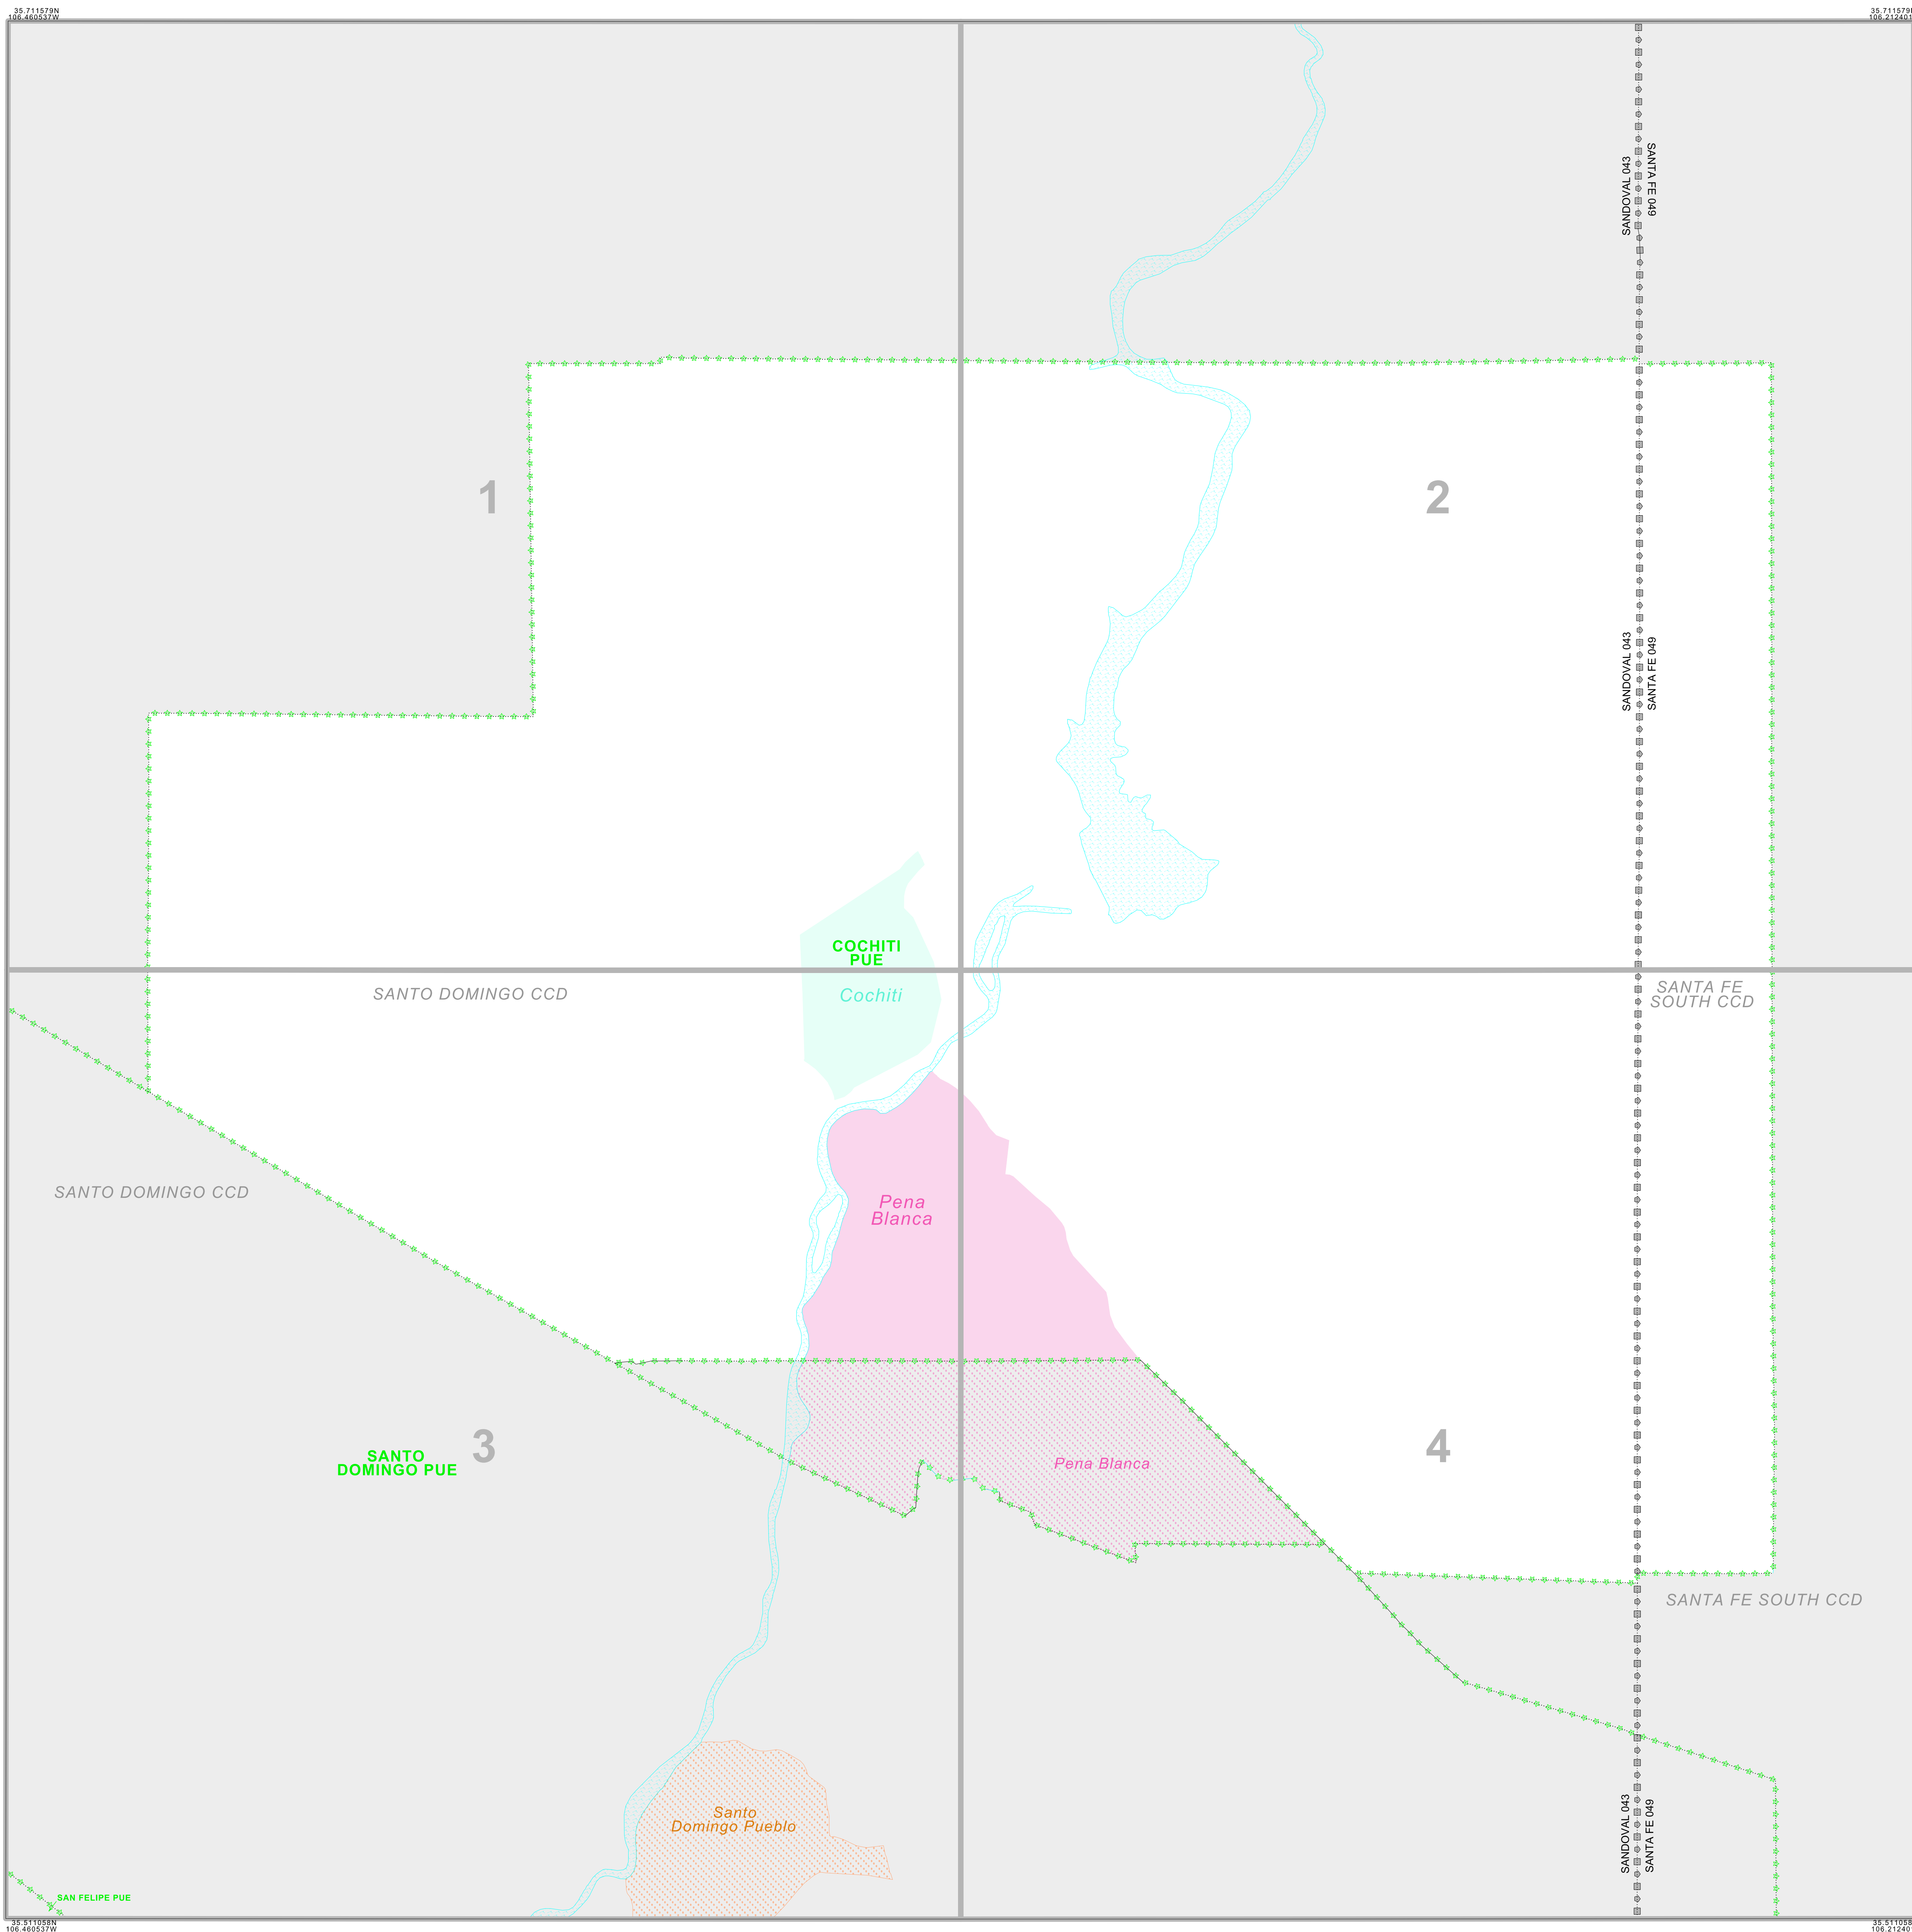 35.711579N
106.460537W
35.711579
106.212401
SANDOVAL 043
SANTA FE 049
1
2
SANDOVAL 043
SANTA FE 049
COCHITI
PUE
SANTO DOMINGO CCD
Cochiti
SANTA FE
SOUTH CCD
SANTO DOMINGO CCD
Pena
Blanca
3
4
SANTO
DOMINGO PUE
Pena Blanca
SANTA FE SOUTH CCD
Santo
Domingo Pueblo
SANDOVAL 043
SANTA FE 049
SAN FELIPE PUE
35.511058N
106.460537W
35.511058
106.212401